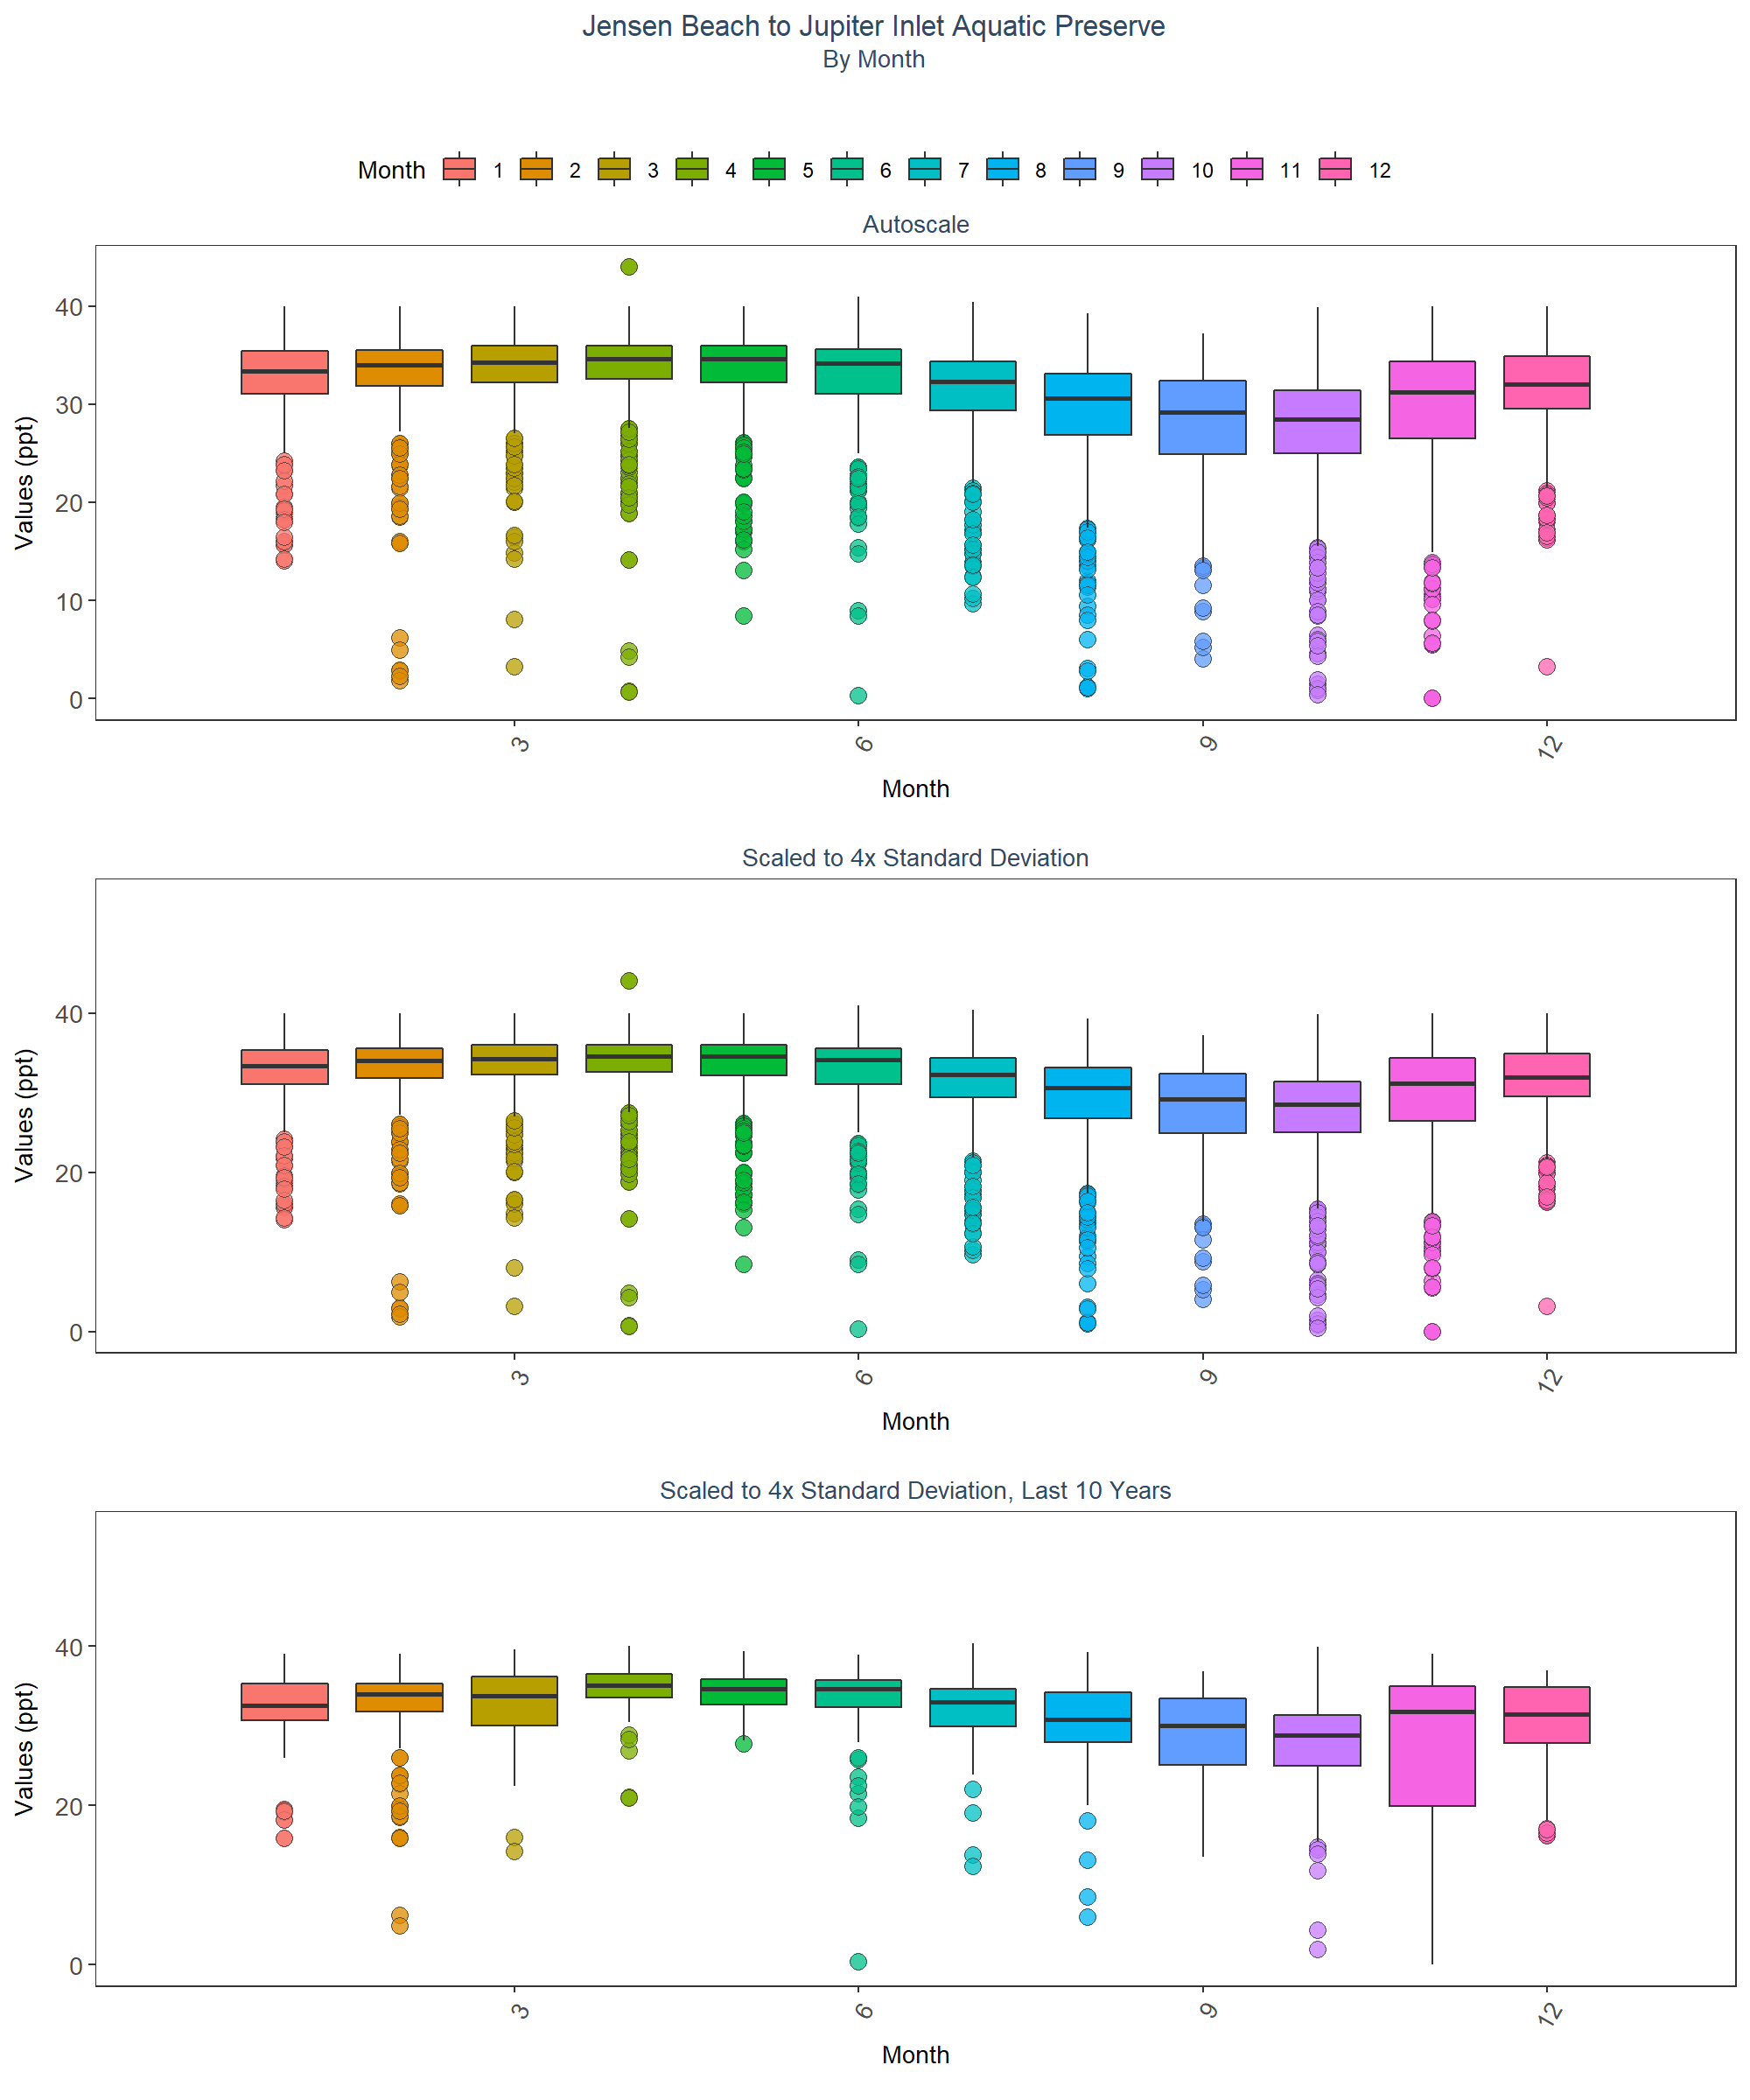 Jensen Beach to Jupiter Inlet Aquatic Preserve
By Month
Month 1 2 3 4 5 6 7 8 9 10 11 12
Autoscale
Values (ppt)
40
30
20
10
0
3 6 9 12
Month
Scaled to 4x Standard Deviation
Values (ppt)
40
20
0
3 6 9 12
Month
Scaled to 4x Standard Deviation, Last 10 Years
Values (ppt)
40
20
0
3 6 9 12
Month